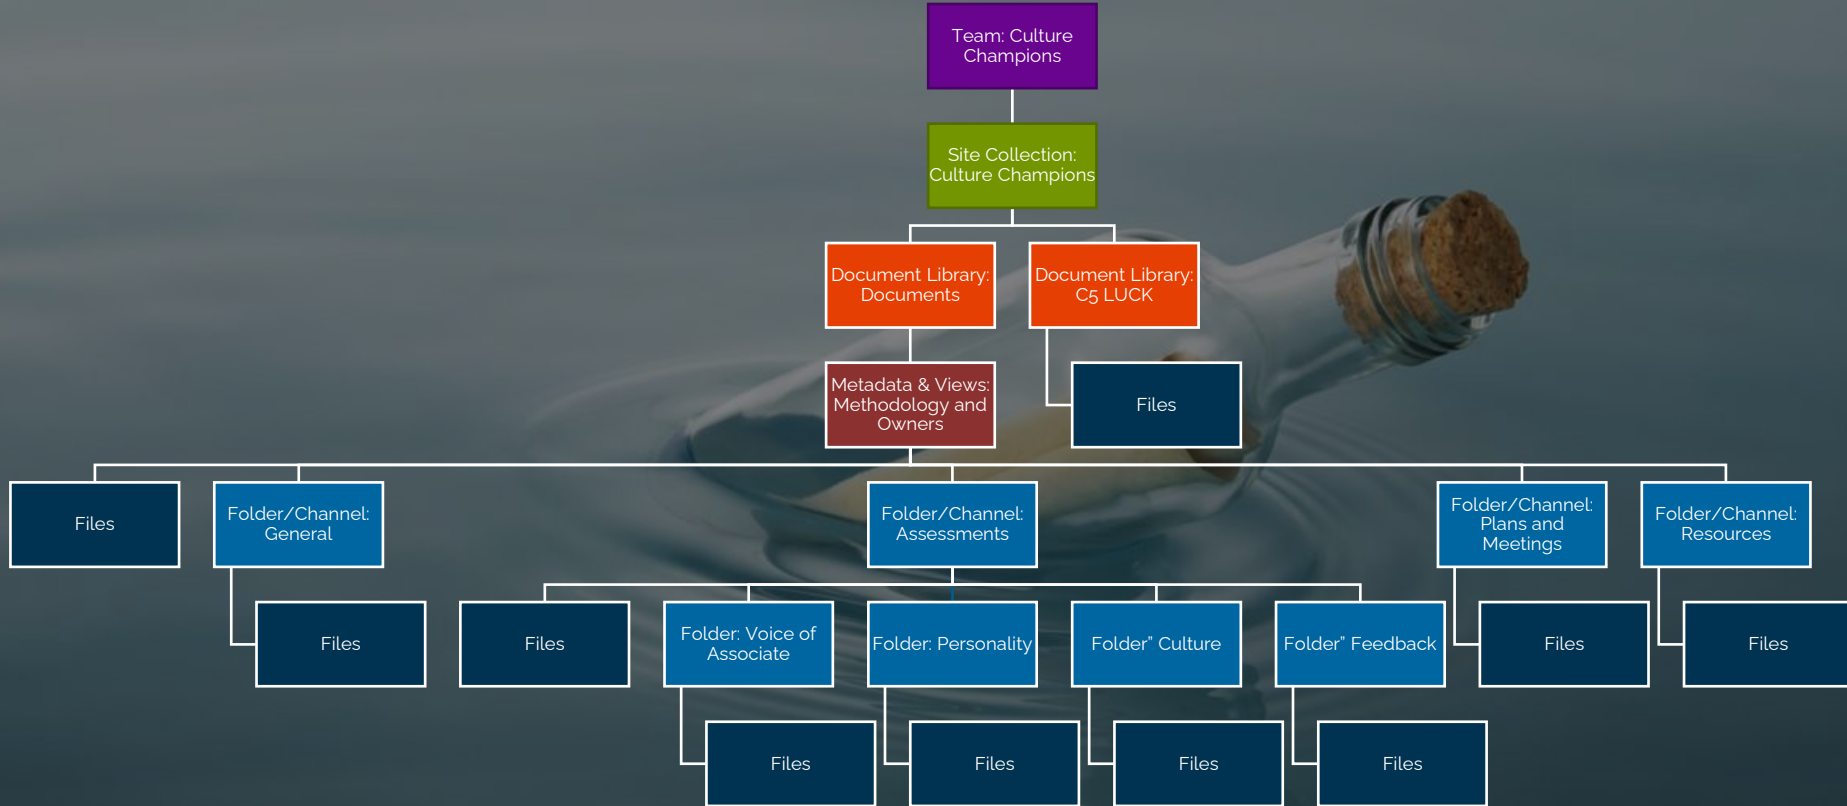 Team: Culture
Champions
Site Collection:
Culture Champions
Document Library:
Documents
Document Library:
C5 LUCK
Metadada & Views:
Methodology and
Owners
Files
Files
Folder/Channel:
General
Folder/Channel:
Assessments
Folder/Channel:
Plans and
Meetings
Folder/Channel:
Resources
Files
Files
Folder: Voice of
Associate
Folder: Personality
Folder” Culture
Folder” Feedback
Files
Files
Files
Files
Files
Files